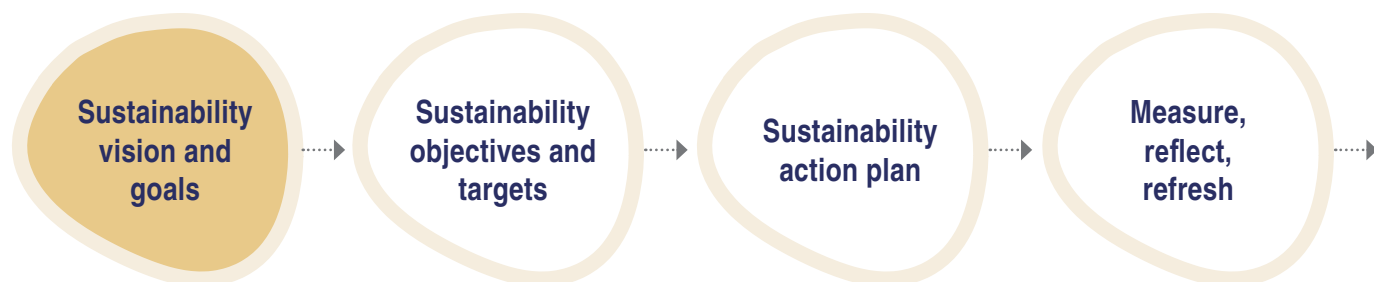 Sustainability
vision and
goals
Sustainability
objectives and
targets
Sustainability
action plan
Measure,
reflect,
refresh